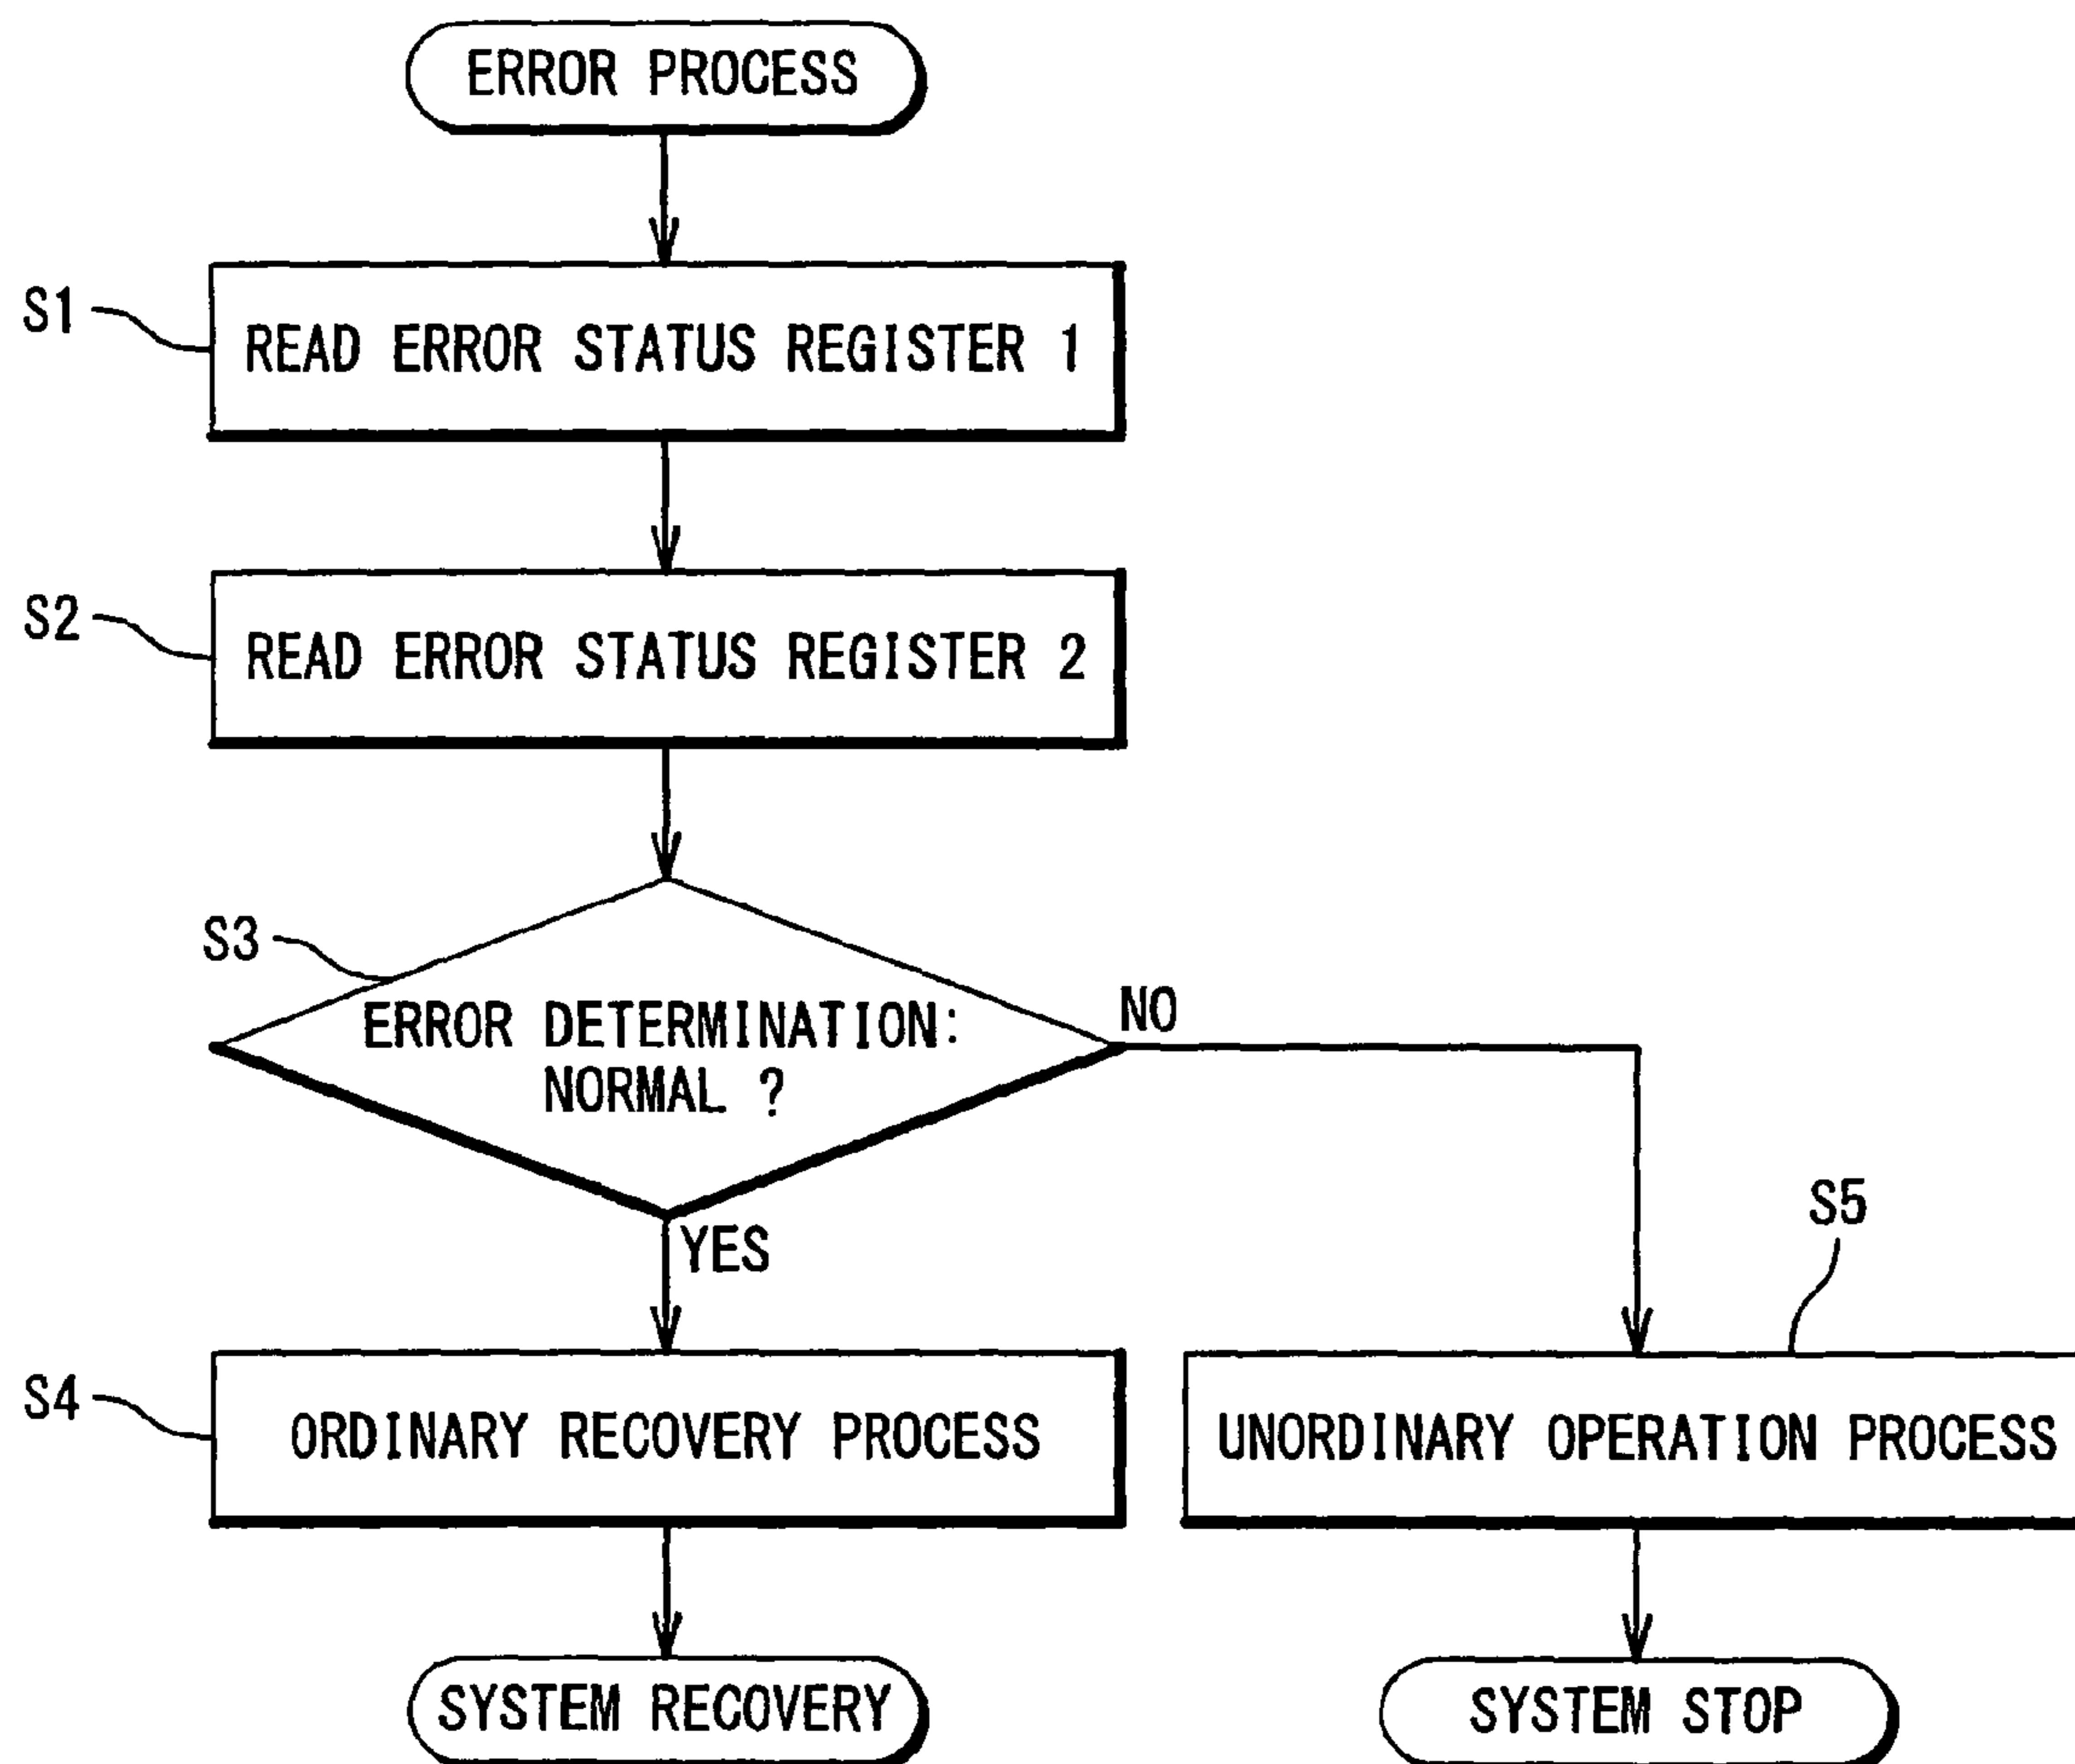 ERROR PROCESS
S1
READ ERROR STATUS REGISTER 1
S2
READ ERROR STATUS REGISTER 2
S3
ERROR DETERMINATION:
NORMAL ?
NO
YES
S4
ORDINARY RECOVERY PROCESS
S5
UNORDINARY OPERATION PROCESS
SYSTEM RECOVERY
SYSTEM STOP